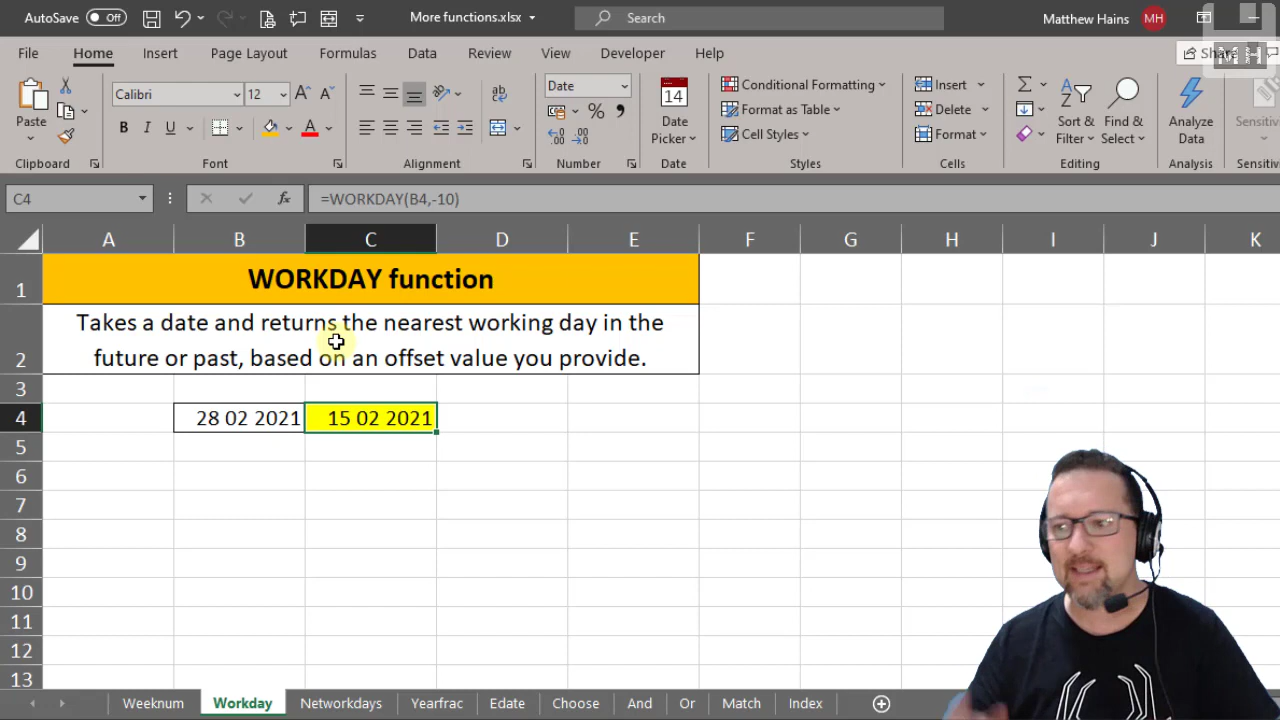 AutoSave Off More functions.xlsx Search Matthew Hains MH
File Home Insert Page Layout Formulas Data Review View Developer Help Share
Calibri 12 Date
Paste Date Picker Conditional Formatting Format as Table Cell Styles Insert Delete Format Sort & Filter Find & Select Analyze Data Sensitiv
Clipboard Font Alignment Number Date Styles Cells Editing Analysis Sensitiv
C4 fx =WORKDAY(B4,-10)
A B C D E F G H I J K
1 WORKDAY function
Takes a date and returns the nearest working day in the
2 future or past, based on an offset value you provide.
3
4 28 02 2021 15 02 2021
5
6
7
8
9
10
11
12
13
Weeknum Workday Networkdays Yearfrac Edate Choose And Or Match Index